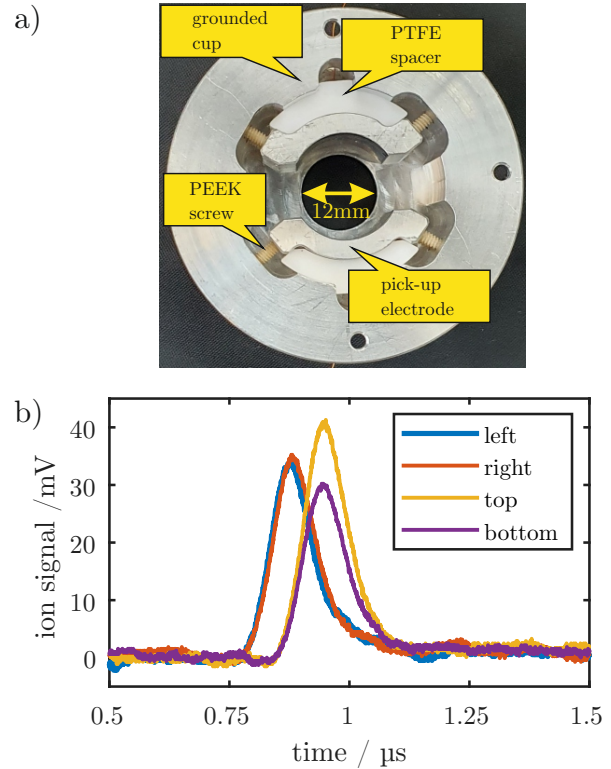 a)
grounded
cup
PTFE
spacer
PEEK
screw
12mm
pick-up
electrode
b)
ion signal /mV
40
30
20
10
0
left
right
top
bottom
0.5
0.75
1
1.25
1.5
time / µs